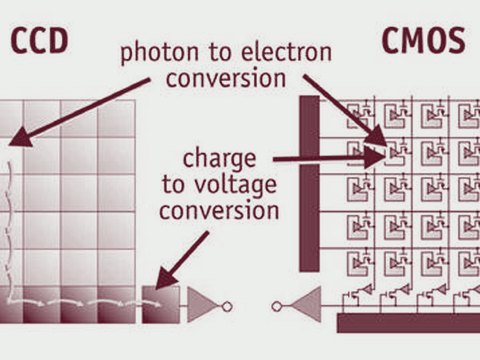 CCD
photon to electron
conversion
CMOS
charge
to voltage
conversion